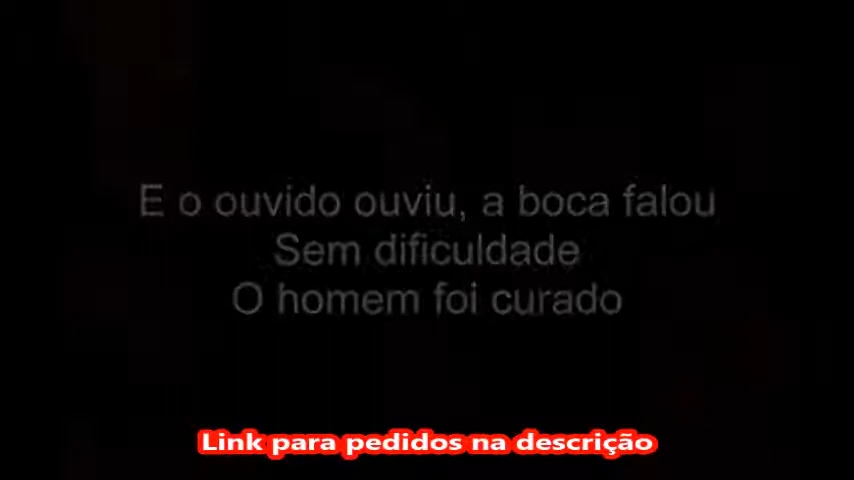 E o ouvido ouviu, a boca falou
Sem dificuldade
O homem foi curado
Link para pedidos na descrição